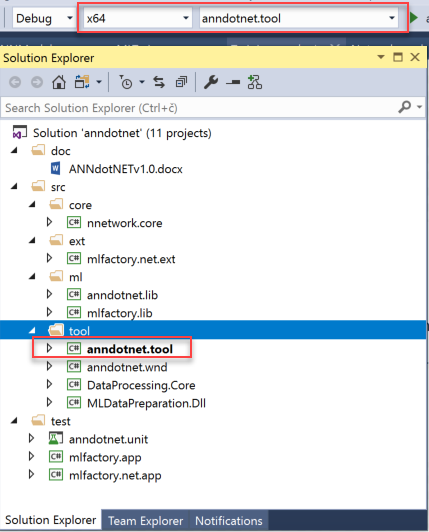 Debug x64 anndotnet.tool
Solution Explorer
Search Solution Explorer (Ctrl+č)
Solution 'anndotnet' (11 projects)
doc
ANNdotNETv1.0.docx
src
core
C# nnetwork.core
ext
C# mlfactory.net.ext
ml
C# anndotnet.lib
C# mlfactory.lib
tool
C# anndotnet.tool
C# anndotnet.wnd
C# DataProcessing.Core
C# MLDataPreparation.Dll
test
anndotnet.unit
C# mlfactory.app
C# mlfactory.net.app
Solution Explorer Team Explorer Notifications